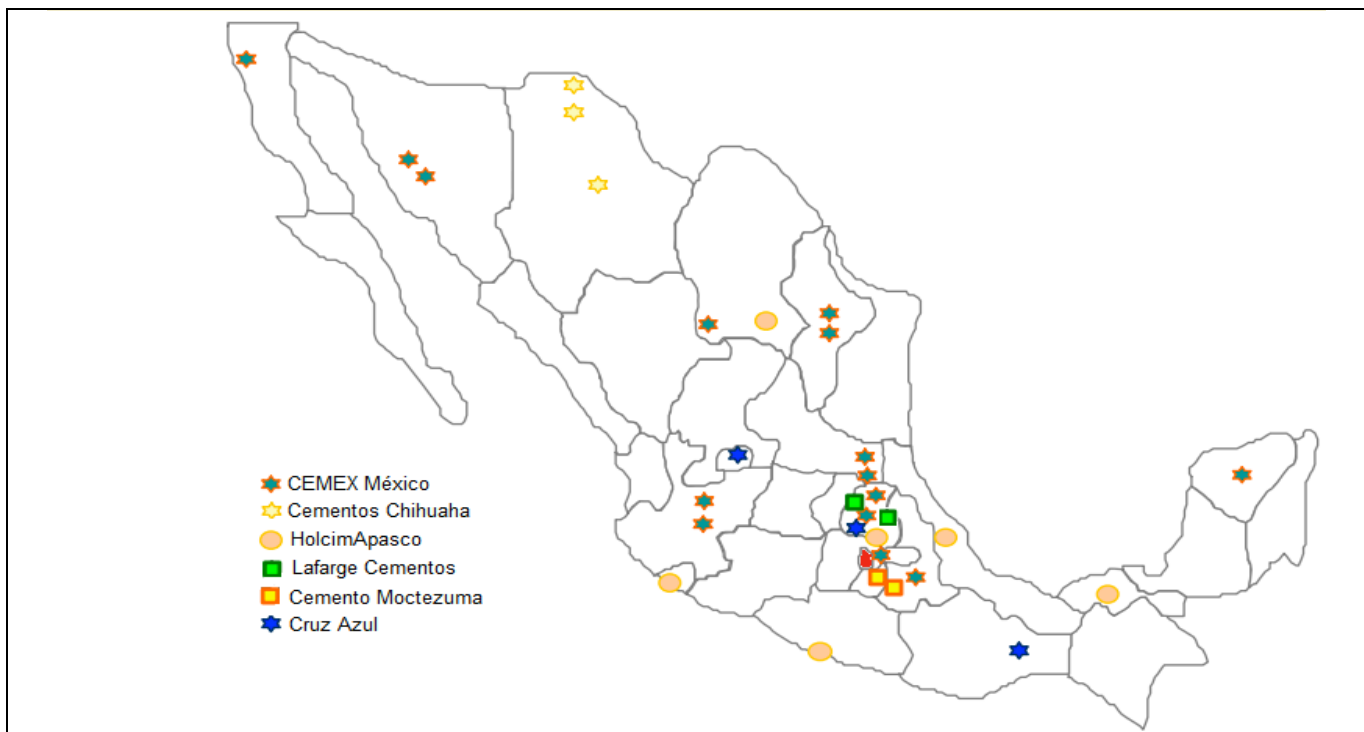 CEMEX México
Cementos Chihuaha
HolcimApasco
Lafarge Cementos
Cemento Moctezuma
Cruz Azul